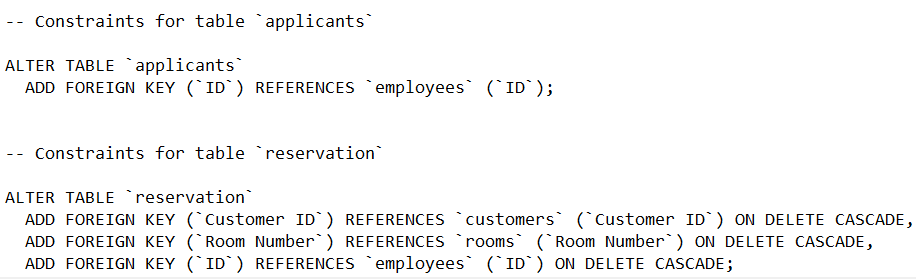 -- Constraints for table `applicants`
ALTER TABLE `applicants`
ADD FOREIGN KEY (`ID`) REFERENCES `employees` (`ID`);
-- Constraints for table `reservation`
ALTER TABLE `reservation`
ADD FOREIGN KEY (`Customer ID`) REFERENCES `customers` (`Customer ID`) ON DELETE CASCADE,
ADD FOREIGN KEY (`Room Number`) REFERENCES `rooms` (`Room Number`) ON DELETE CASCADE,
ADD FOREIGN KEY (`ID`) REFERENCES `employees` (`ID`) ON DELETE CASCADE;